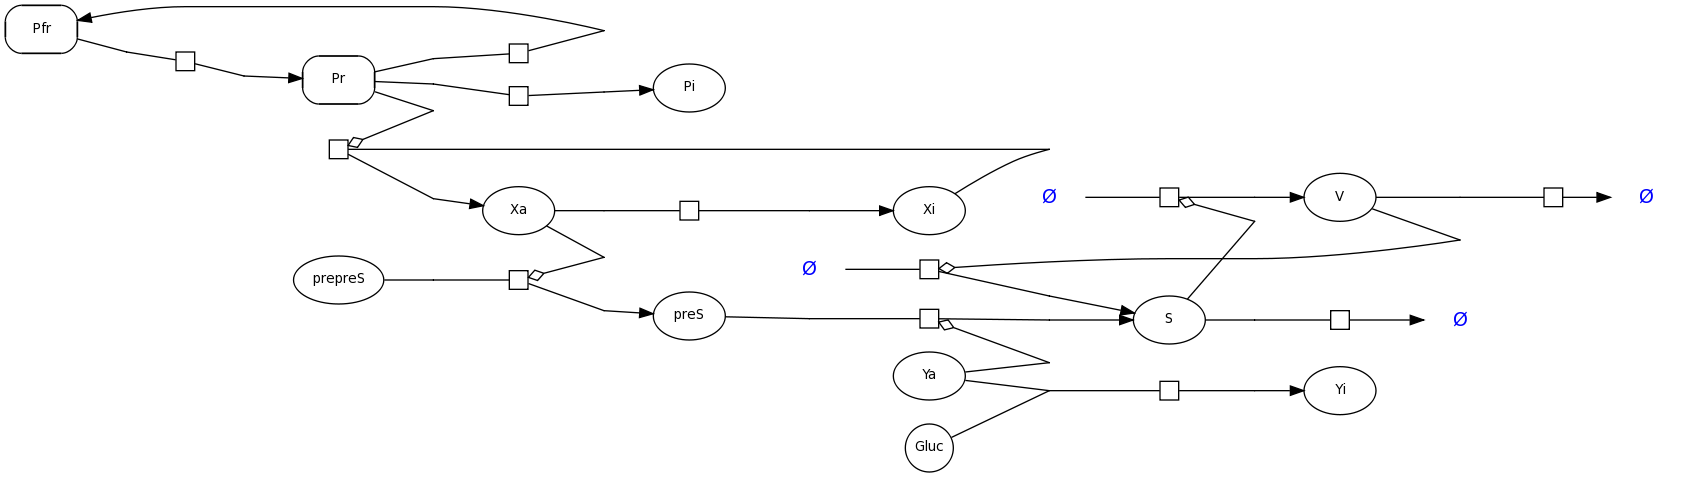 Pfr
Pr
Pi
Xa
Xi
Ø
V
Ø
prepreS
Ø
preS
S
Ø
Ya
Yi
Gluc